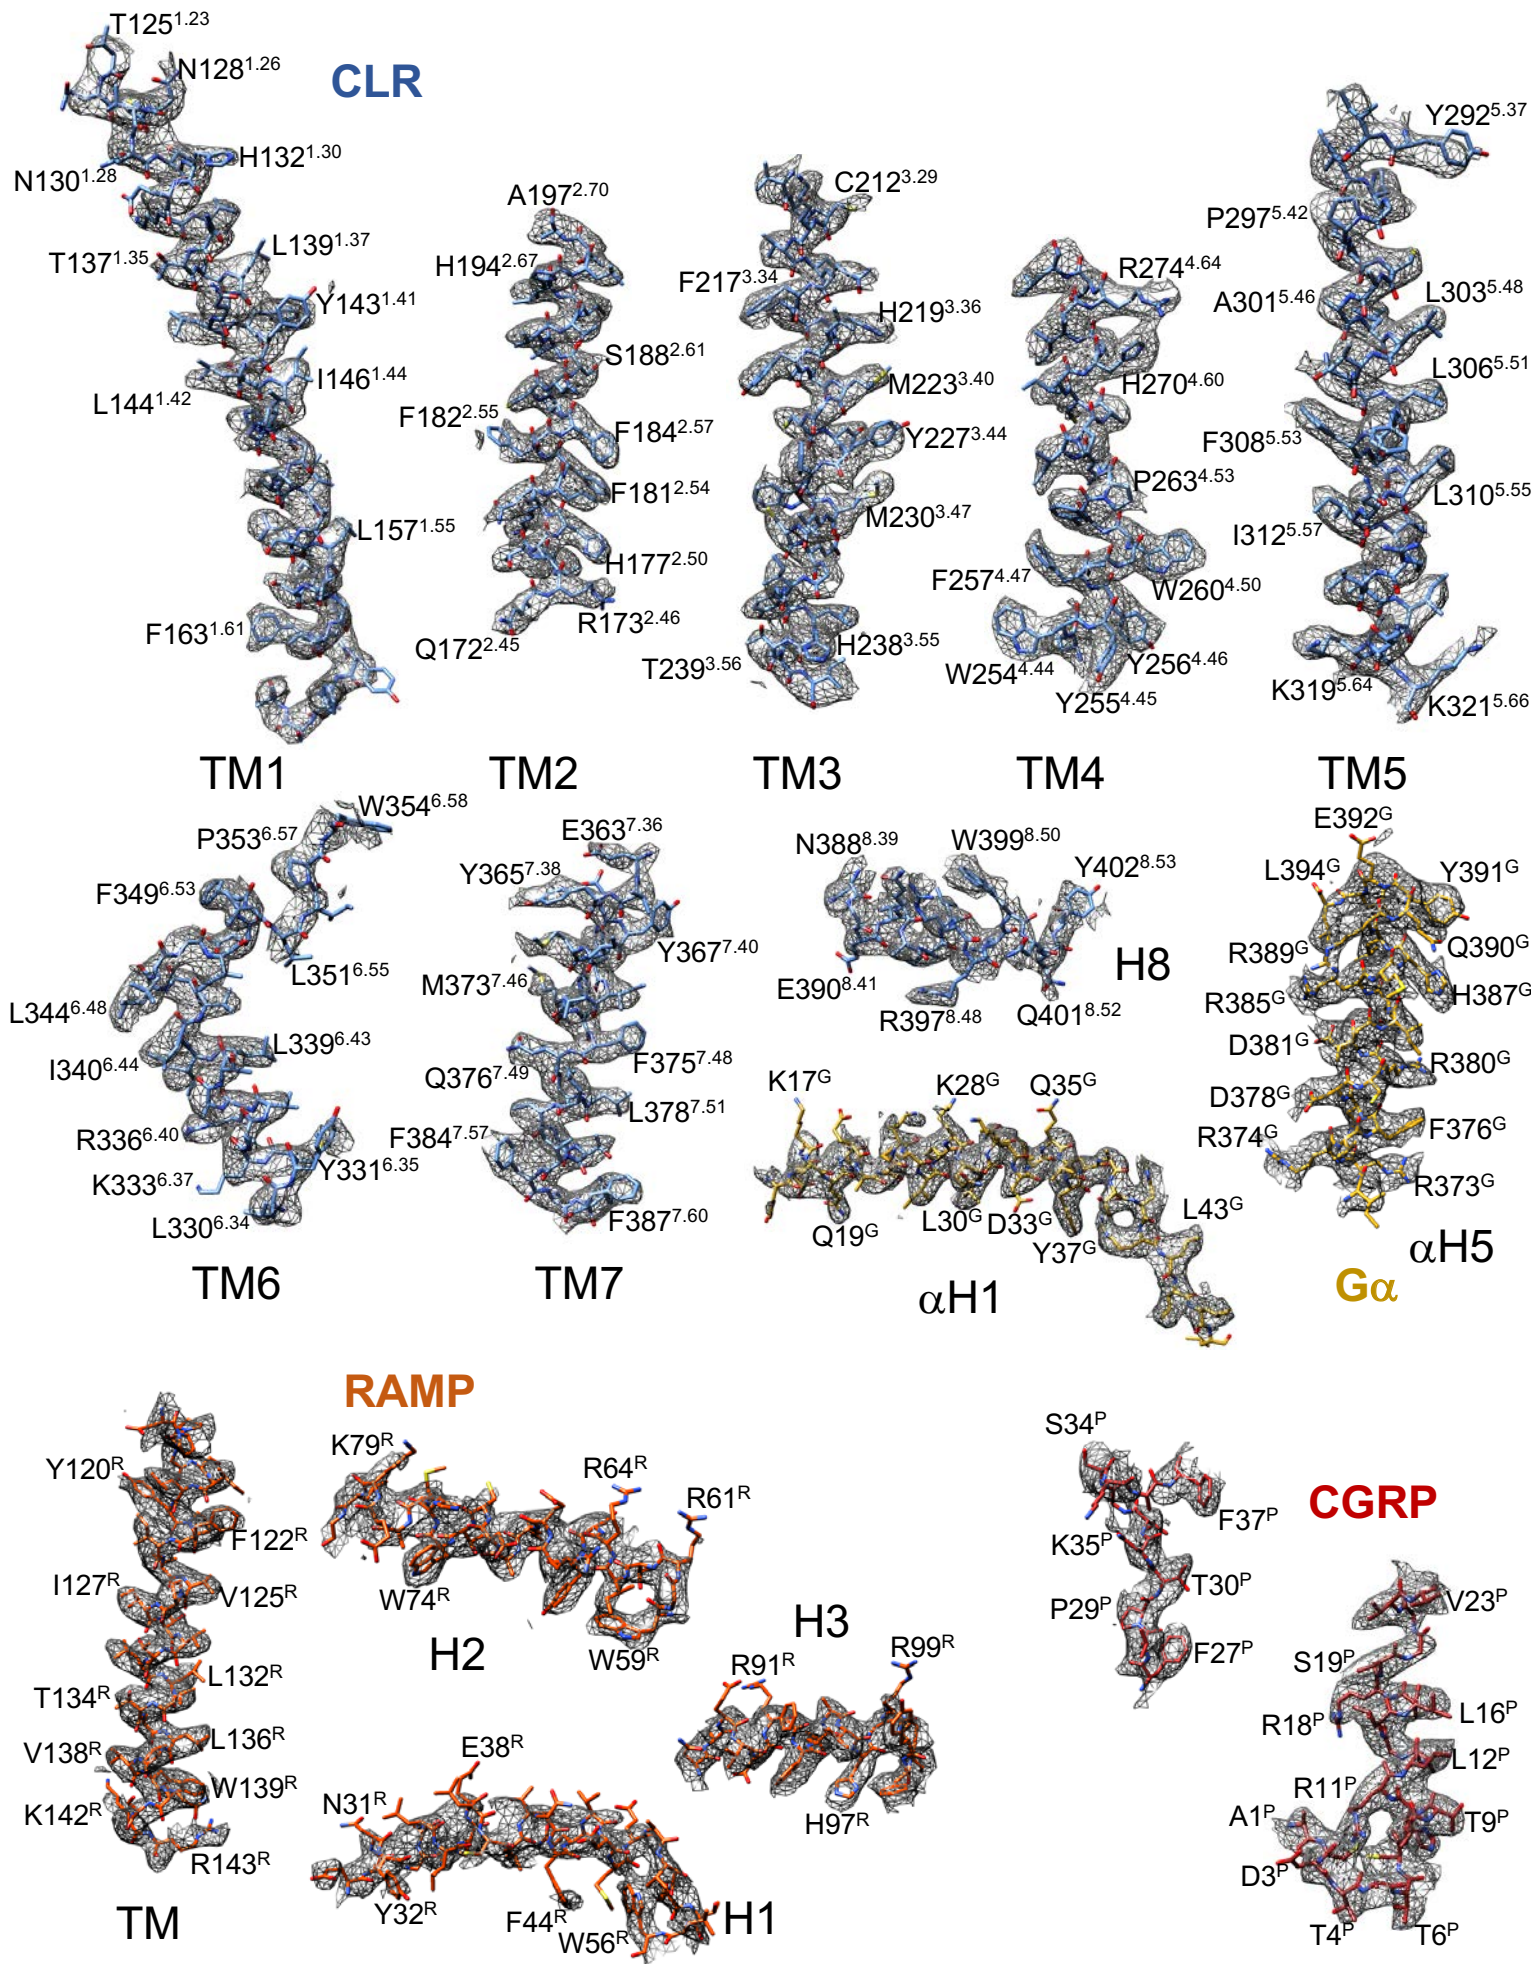 CLR
T125^1.23
N128^1.26
N130^1.28
H132^1.30
T137^1.35
L139^1.37
Y143^1.41
L144^1.42
I146^1.44
L157^1.55
F163^1.61
TM1
A197^2.70
H194^2.67
S188^2.61
F182^2.55
F184^2.57
F181^2.54
H177^2.50
R173^2.46
Q172^2.45
TM2
C212^3.29
F217^3.34
H219^3.36
M223^3.40
Y227^3.44
M230^3.47
H238^3.55
T239^3.56
TM3
R274^4.64
H270^4.60
P263^4.53
F257^4.47
W260^4.50
W254^4.44
Y256^4.46
Y255^4.45
TM4
Y292^5.37
P297^5.42
A301^5.46
L303^5.48
L306^5.51
F308^5.53
L310^5.55
I312^5.57
K319^5.64
K321^5.66
TM5
W354^6.58
P353^6.57
F349^6.53
L351^6.55
L344^6.48
L339^6.43
I340^6.44
R336^6.40
Y331^6.35
K333^6.37
L330^6.34
TM6
E363^7.36
Y365^7.38
Y367^7.40
M373^7.46
F375^7.48
Q376^7.49
L378^7.51
F384^7.57
F387^7.60
TM7
N388^8.39
W399^8.50
Y402^8.53
E390^8.41
R397^8.48
Q401^8.52
H8
K17^G
K28^G
Q35^G
Q19^G
L30^G
D33^G
Y37^G
L43^G
αH1
E392^G
L394^G
Y391^G
R389^G
Q390^G
R385^G
H387^G
D381^G
R380^G
D378^G
F376^G
R374^G
R373^G
αH5
Gα
RAMP
Y120^R
F122^R
I127^R
V125^R
L132^R
T134^R
L136^R
V138^R
W139^R
K142^R
R143^R
TM
K79^R
R64^R
R61^R
W74^R
W59^R
H2
H3
R91^R
R99^R
H97^R
E38^R
N31^R
Y32^R
F44^R
W56^R
H1
CGRP
S34^P
F37^P
K35^P
T30^P
P29^P
F27^P
V23^P
S19^P
R18^P
L16^P
L12^P
R11^P
A1^P
T9^P
D3^P
T4^P
T6^P